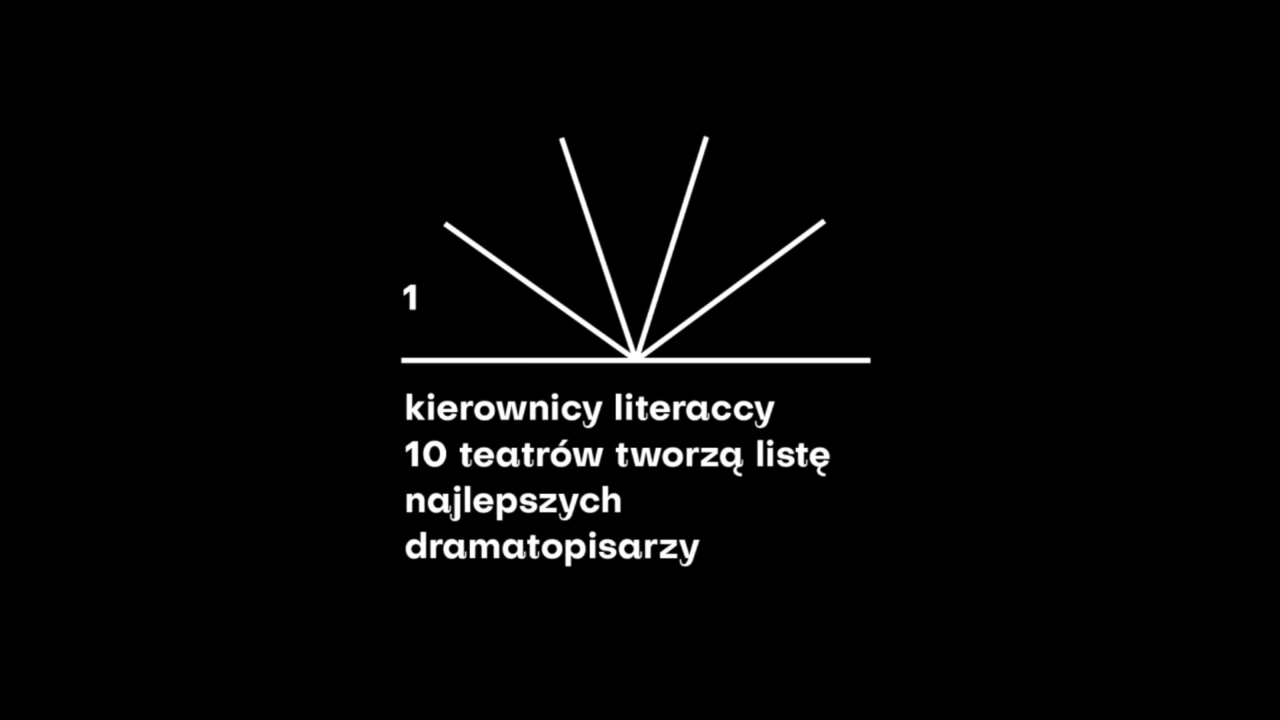 1
kierownicy literaccy
10 teatrów tworzą listę
najlepszych
dramatopisarzy